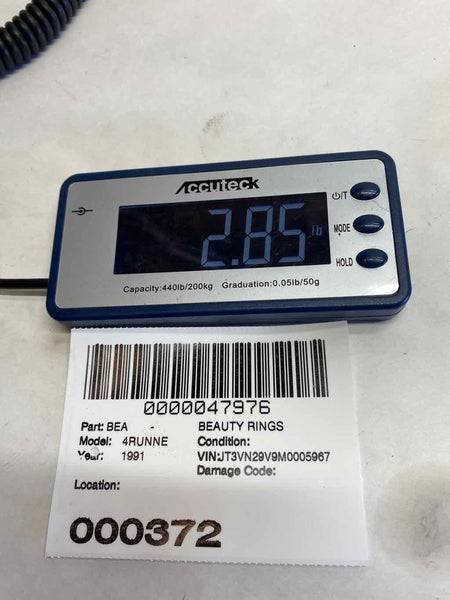 Accuteck
⏻/T
2.85 lb
MODE
HOLD
Capacity:440lb/200kg Graduation:0.05lb/50g
0000047976
Part: BEA - BEAUTY RINGS
Model: 4RUNNE Condition:
Year: 1991 VIN:JT3VN29V9M0005967
Damage Code:
Location:
000372